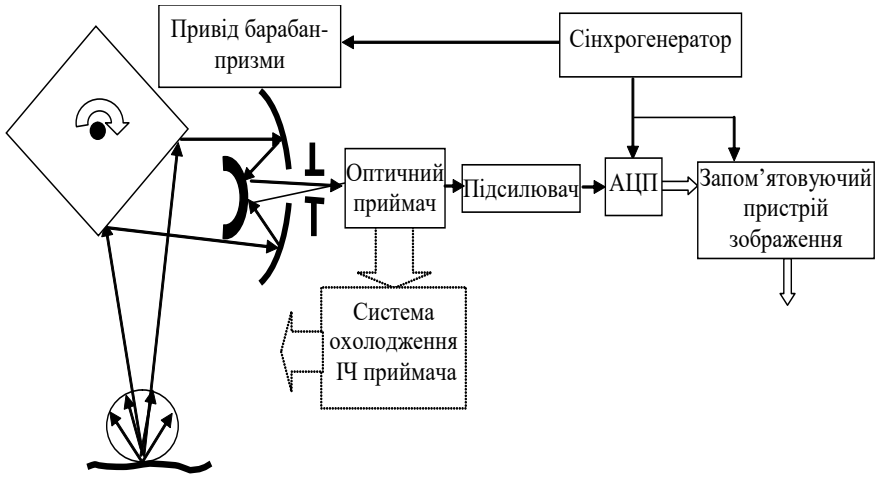 Привід барабан-
призми
Сінхрогенератор
Оптичний
приймач
Підсилювач
АЦП
Запом’ятовуючий
пристрій
зображення
Система
охолодження
ІЧ приймача